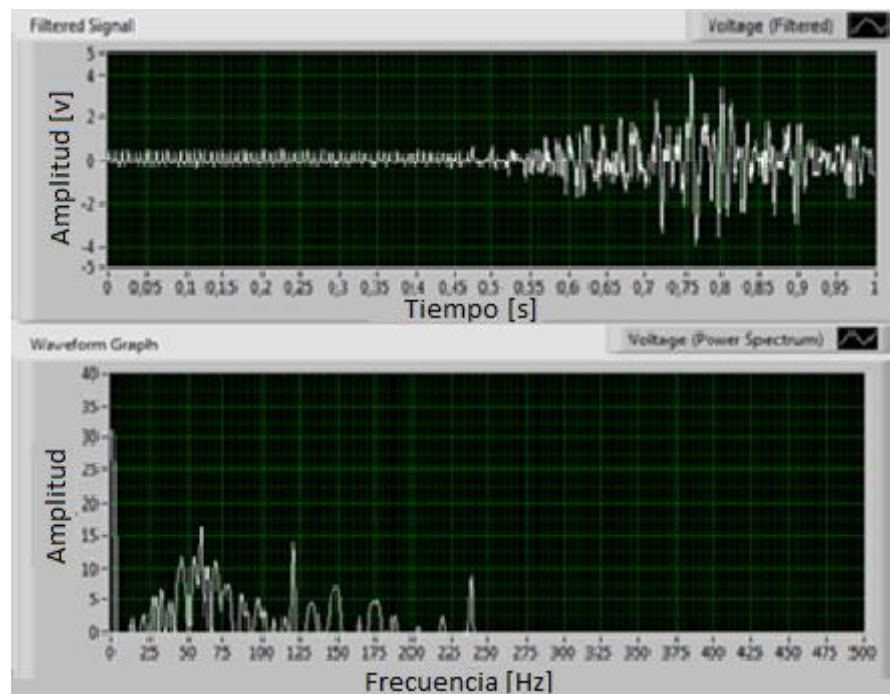 Filtered Signal
Voltage (Filtered)
Amplitud [v]
5
4
2
0
-2
-4
-5
0 0,05 0,1 0,15 0,2 0,25 0,3 0,35 0,4 0,45 0,5 0,55 0,6 0,65 0,7 0,75 0,8 0,85 0,9 0,95 1
Tiempo [s]
Waveform Graph
Voltage (Power Spectrum)
Amplitud
40
35
30
25
20
15
10
5
0
0 25 50 75 100 125 150 175 200 225 250 275 300 325 350 375 400 425 450 475 500
Frecuencia [Hz]